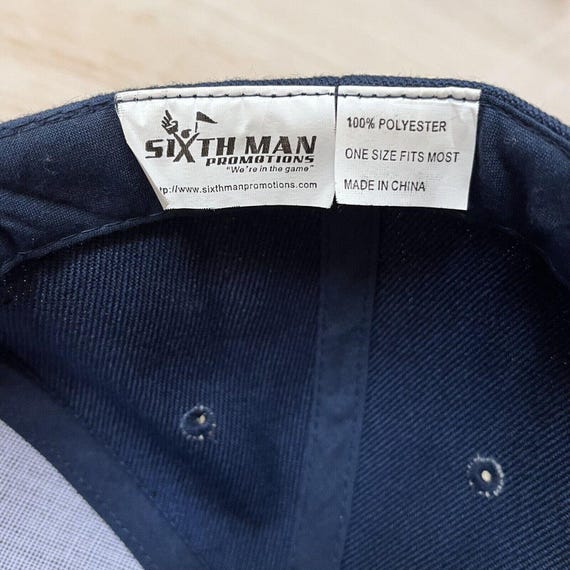 SIXTH MAN
PROMOTIONS
"We're in the game"
tp://www.sixthmanpromotions.com
100% POLYESTER
ONE SIZE FITS MOST
MADE IN CHINA